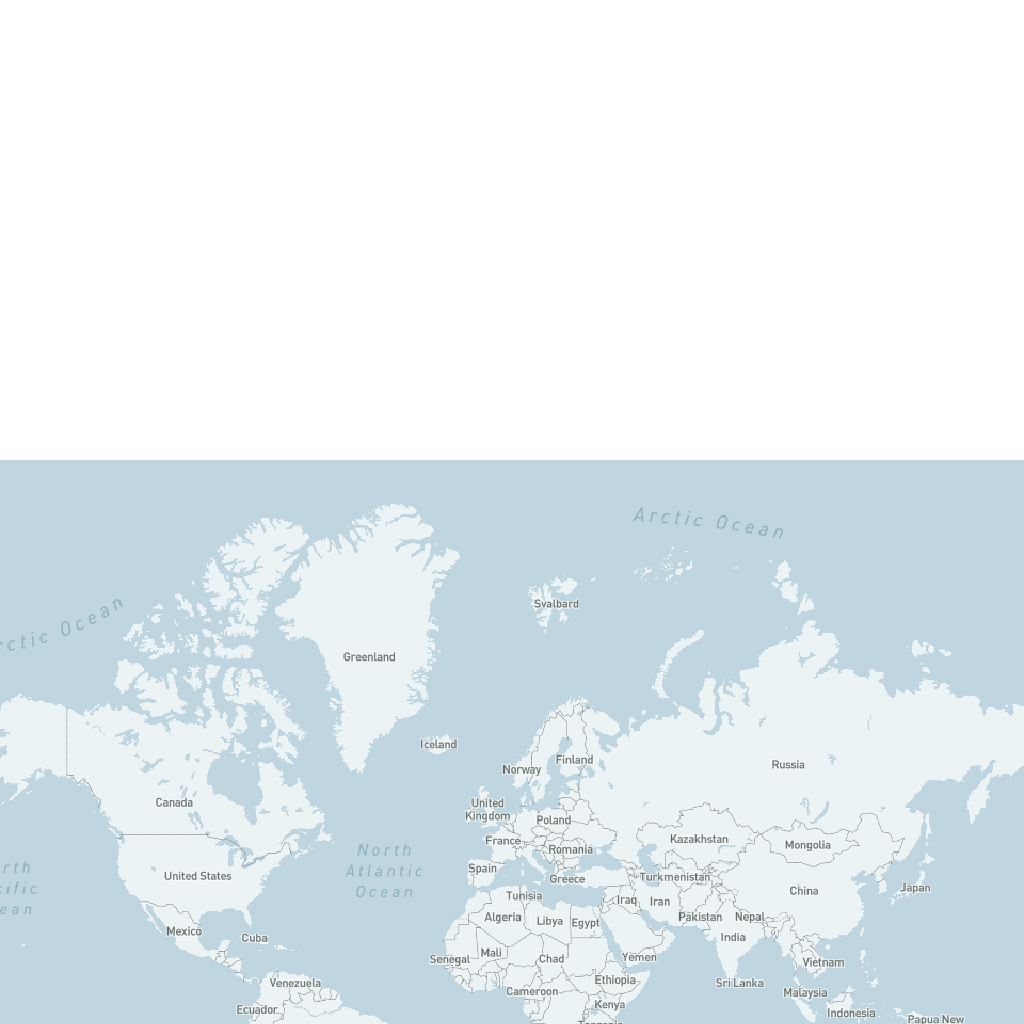 Arctic Ocean
Svalbard
rctic Ocean
Greenland
Iceland
Finland
Norway
Russia
Canada
United
Kingdom
Poland
France
Kazakhstan
Mongolia
Romania
North
Atlantic
Ocean
rth
cific
ean
Spain
United States
Greece
Turkmenistan
China
Japan
Tunisia
Iraq
Iran
Algeria
Libya
Egypt
Pakistan
Nepal
Mexico
Cuba
India
Senegal
Mali
Chad
Yemen
Vietnam
Venezuela
Cameroon
Ethiopia
Sri Lanka
Malaysia
Ecuador
Kenya
Indonesia
Papua New